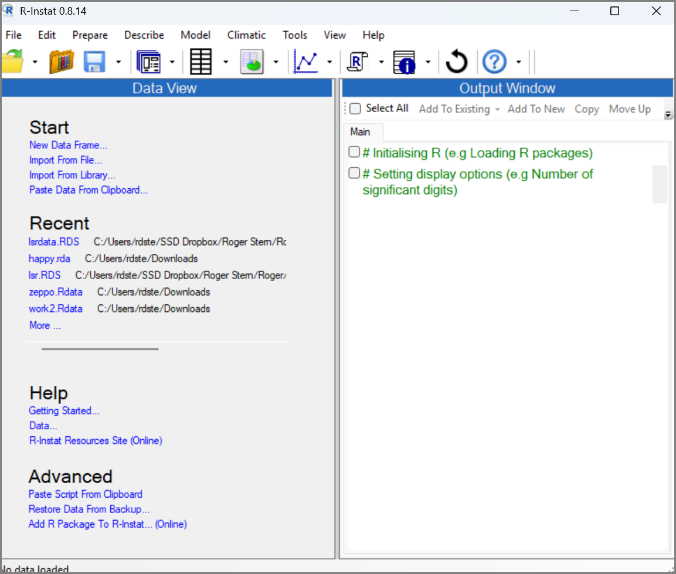 R-Instat 0.8.14
File Edit Prepare Describe Model Climatic Tools View Help
Data View
Start
New Data Frame...
Import From File...
Import From Library...
Paste Data From Clipboard...
Recent
lsrdata.RDS C:/Users/rdste/SSD Dropbox/Roger Stern/Ro
happy.rda C:/Users/rdste/Downloads
lsr.RDS C:/Users/rdste/SSD Dropbox/Roger Stern/Roger/
zeppo.Rdata C:/Users/rdste/Downloads
work2.Rdata C:/Users/rdste/Downloads
More ...
Help
Getting Started...
Data...
R-Instat Resources Site (Online)
Advanced
Paste Script From Clipboard
Restore Data From Backup...
Add R Package To R-Instat... (Online)
No data loaded
Output Window
Select All Add To Existing Add To New Copy Move Up
Main
# Initialising R (e.g Loading R packages)
# Setting display options (e.g Number of
significant digits)